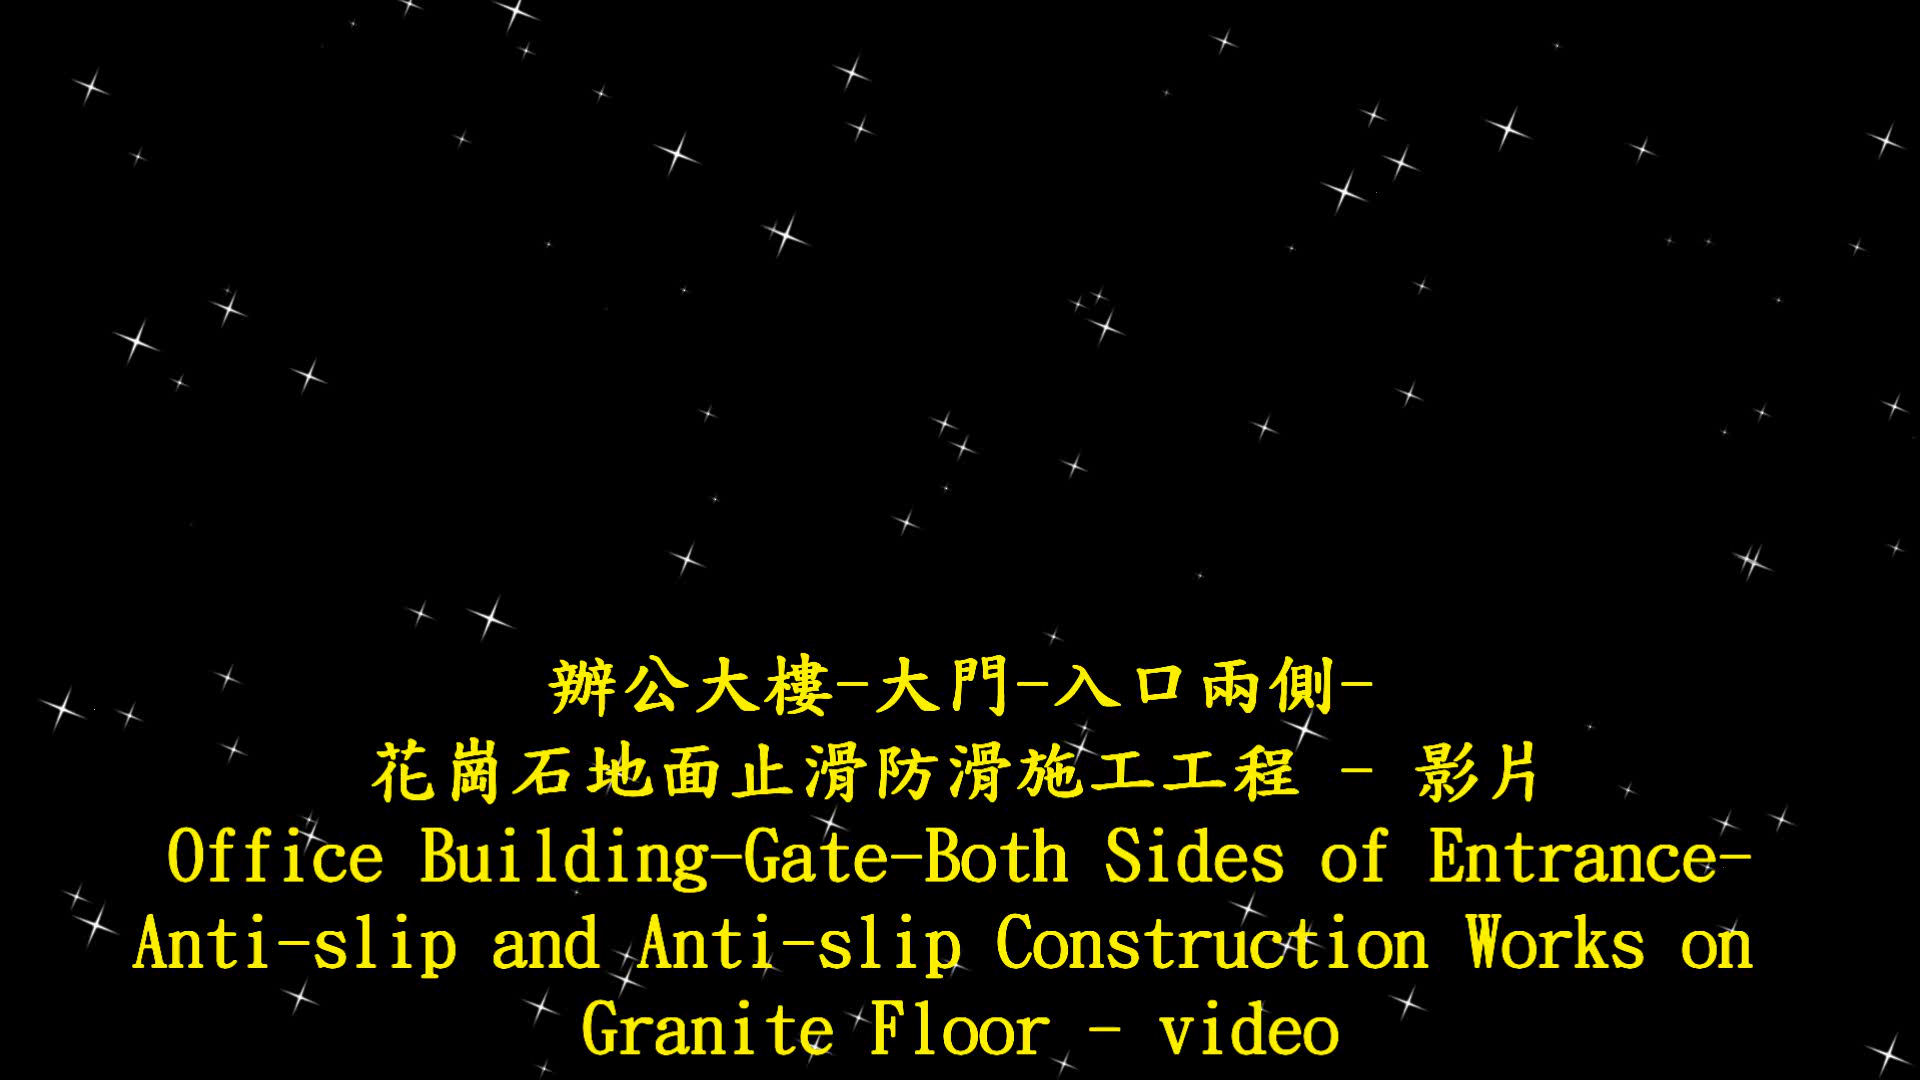 辦公大樓-大門-入口兩側-
花崗石地面止滑防滑施工工程 - 影片
Office Building-Gate-Both Sides of Entrance-
Anti-slip and Anti-slip Construction Works on
Granite Floor - video